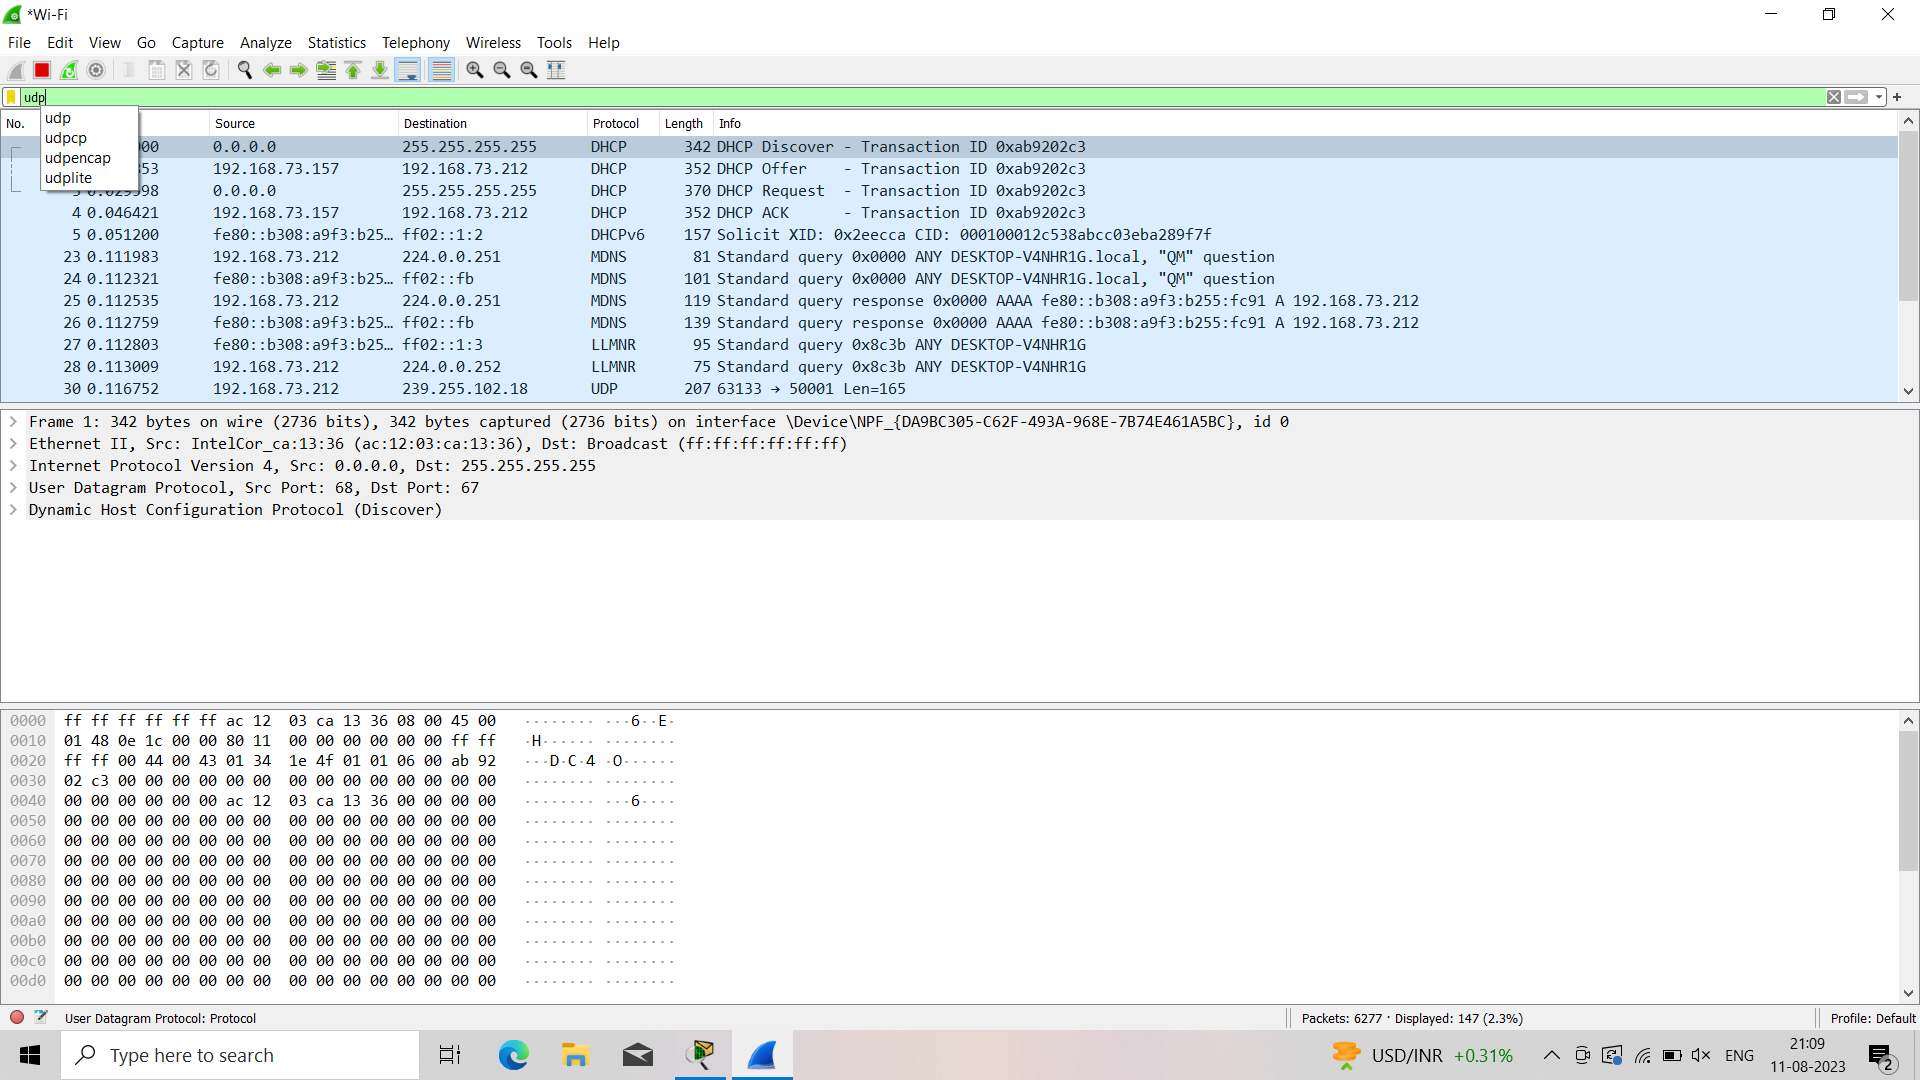 *Wi-Fi
File Edit View Go Capture Analyze Statistics Telephony Wireless Tools Help
udp
udp
udpcp
udpencap
udplite
No. Source Destination Protocol Length Info
000 0.0.0.0 255.255.255.255 DHCP 342 DHCP Discover - Transaction ID 0xab9202c3
853 192.168.73.157 192.168.73.212 DHCP 352 DHCP Offer - Transaction ID 0xab9202c3
3 0.029598 0.0.0.0 255.255.255.255 DHCP 370 DHCP Request - Transaction ID 0xab9202c3
4 0.046421 192.168.73.157 192.168.73.212 DHCP 352 DHCP ACK - Transaction ID 0xab9202c3
5 0.051200 fe80::b308:a9f3:b25… ff02::1:2 DHCPv6 157 Solicit XID: 0x2eecca CID: 000100012c538abcc03eba289f7f
23 0.111983 192.168.73.212 224.0.0.251 MDNS 81 Standard query 0x0000 ANY DESKTOP-V4NHR1G.local, "QM" question
24 0.112321 fe80::b308:a9f3:b25… ff02::fb MDNS 101 Standard query 0x0000 ANY DESKTOP-V4NHR1G.local, "QM" question
25 0.112535 192.168.73.212 224.0.0.251 MDNS 119 Standard query response 0x0000 AAAA fe80::b308:a9f3:b255:fc91 A 192.168.73.212
26 0.112759 fe80::b308:a9f3:b25… ff02::fb MDNS 139 Standard query response 0x0000 AAAA fe80::b308:a9f3:b255:fc91 A 192.168.73.212
27 0.112803 fe80::b308:a9f3:b25… ff02::1:3 LLMNR 95 Standard query 0x8c3b ANY DESKTOP-V4NHR1G
28 0.113009 192.168.73.212 224.0.0.252 LLMNR 75 Standard query 0x8c3b ANY DESKTOP-V4NHR1G
30 0.116752 192.168.73.212 239.255.102.18 UDP 207 63133 → 50001 Len=165
Frame 1: 342 bytes on wire (2736 bits), 342 bytes captured (2736 bits) on interface \Device\NPF_{DA9BC305-C62F-493A-968E-7B74E461A5BC}, id 0
Ethernet II, Src: IntelCor_ca:13:36 (ac:12:03:ca:13:36), Dst: Broadcast (ff:ff:ff:ff:ff:ff)
Internet Protocol Version 4, Src: 0.0.0.0, Dst: 255.255.255.255
User Datagram Protocol, Src Port: 68, Dst Port: 67
Dynamic Host Configuration Protocol (Discover)
0000 ff ff ff ff ff ff ac 12 03 ca 13 36 08 00 45 00 ········ ···6··E·
0010 01 48 0e 1c 00 00 80 11 00 00 00 00 00 00 ff ff ·H······ ········
0020 ff ff 00 44 00 43 01 34 1e 4f 01 01 06 00 ab 92 ···D·C·4 ·O······
0030 02 c3 00 00 00 00 00 00 00 00 00 00 00 00 00 00 ········ ········
0040 00 00 00 00 00 00 ac 12 03 ca 13 36 00 00 00 00 ········ ···6····
0050 00 00 00 00 00 00 00 00 00 00 00 00 00 00 00 00 ········ ········
0060 00 00 00 00 00 00 00 00 00 00 00 00 00 00 00 00 ········ ········
0070 00 00 00 00 00 00 00 00 00 00 00 00 00 00 00 00 ········ ········
0080 00 00 00 00 00 00 00 00 00 00 00 00 00 00 00 00 ········ ········
0090 00 00 00 00 00 00 00 00 00 00 00 00 00 00 00 00 ········ ········
00a0 00 00 00 00 00 00 00 00 00 00 00 00 00 00 00 00 ········ ········
00b0 00 00 00 00 00 00 00 00 00 00 00 00 00 00 00 00 ········ ········
00c0 00 00 00 00 00 00 00 00 00 00 00 00 00 00 00 00 ········ ········
00d0 00 00 00 00 00 00 00 00 00 00 00 00 00 00 00 00 ········ ········
User Datagram Protocol: Protocol Packets: 6277 · Displayed: 147 (2.3%) Profile: Default
Type here to search USD/INR +0.31% ENG 21:09
11-08-2023 2